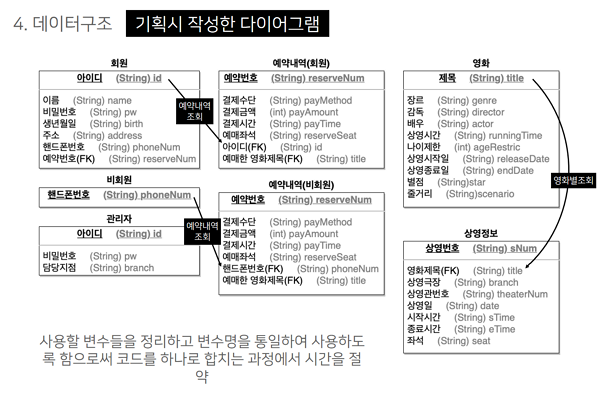 4. 데이터구조 기획시 작성한 다이어그램
회원
아이디 (String) id
이름 (String) name
비밀번호 (String) pw
생년월일 (String) birth
주소 (String) address
핸드폰번호 (String) phoneNum
예약번호(FK) (String) reserveNum
예약내역
조회
예약내역(회원)
예약번호 (String) reserveNum
결제수단 (String) payMethod
결제금액 (int) payAmount
결제시간 (String) payTime
예매좌석 (String) reserveSeat
아이디(FK) (String) id
예매한 영화제목(FK) (String) title
비회원
핸드폰번호 (String) phoneNum
관리자
아이디 (String) id
비밀번호 (String) pw
담당지점 (String) branch
예약내역
조회
예약내역(비회원)
예약번호 (String) reserveNum
결제수단 (String) payMethod
결제금액 (int) payAmount
결제시간 (String) payTime
예매좌석 (String) reserveSeat
핸드폰번호(FK) (String) phoneNum
예매한 영화제목(FK) (String) title
영화
제목 (String) title
장르 (String) genre
감독 (String) director
배우 (String) actor
상영시간 (String) runningTime
나이제한 (int) ageRestric
상영시작일 (String) releaseDate
상영종료일 (String) endDate
별점 (String)star
줄거리 (String)scenario
영화별조회
상영정보
상영번호 (String) sNum
영화제목(FK) (String) title
상영극장 (String) branch
상영관번호 (String) theaterNum
상영일 (String) date
시작시간 (String) sTime
종료시간 (String) eTime
좌석 (String) seat
사용할 변수들을 정리하고 변수명을 통일하여 사용하도
록 함으로써 코드를 하나로 합치는 과정에서 시간을 절
약